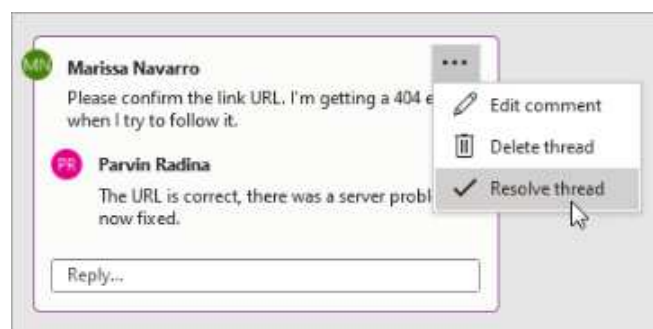 MN
Marissa Navarro
...
Please confirm the link URL. I'm getting a 404 e
when I try to follow it.
Edit comment
Delete thread
Resolve thread
PR
Parvin Radina
The URL is correct, there was a server probl
now fixed.
Reply...